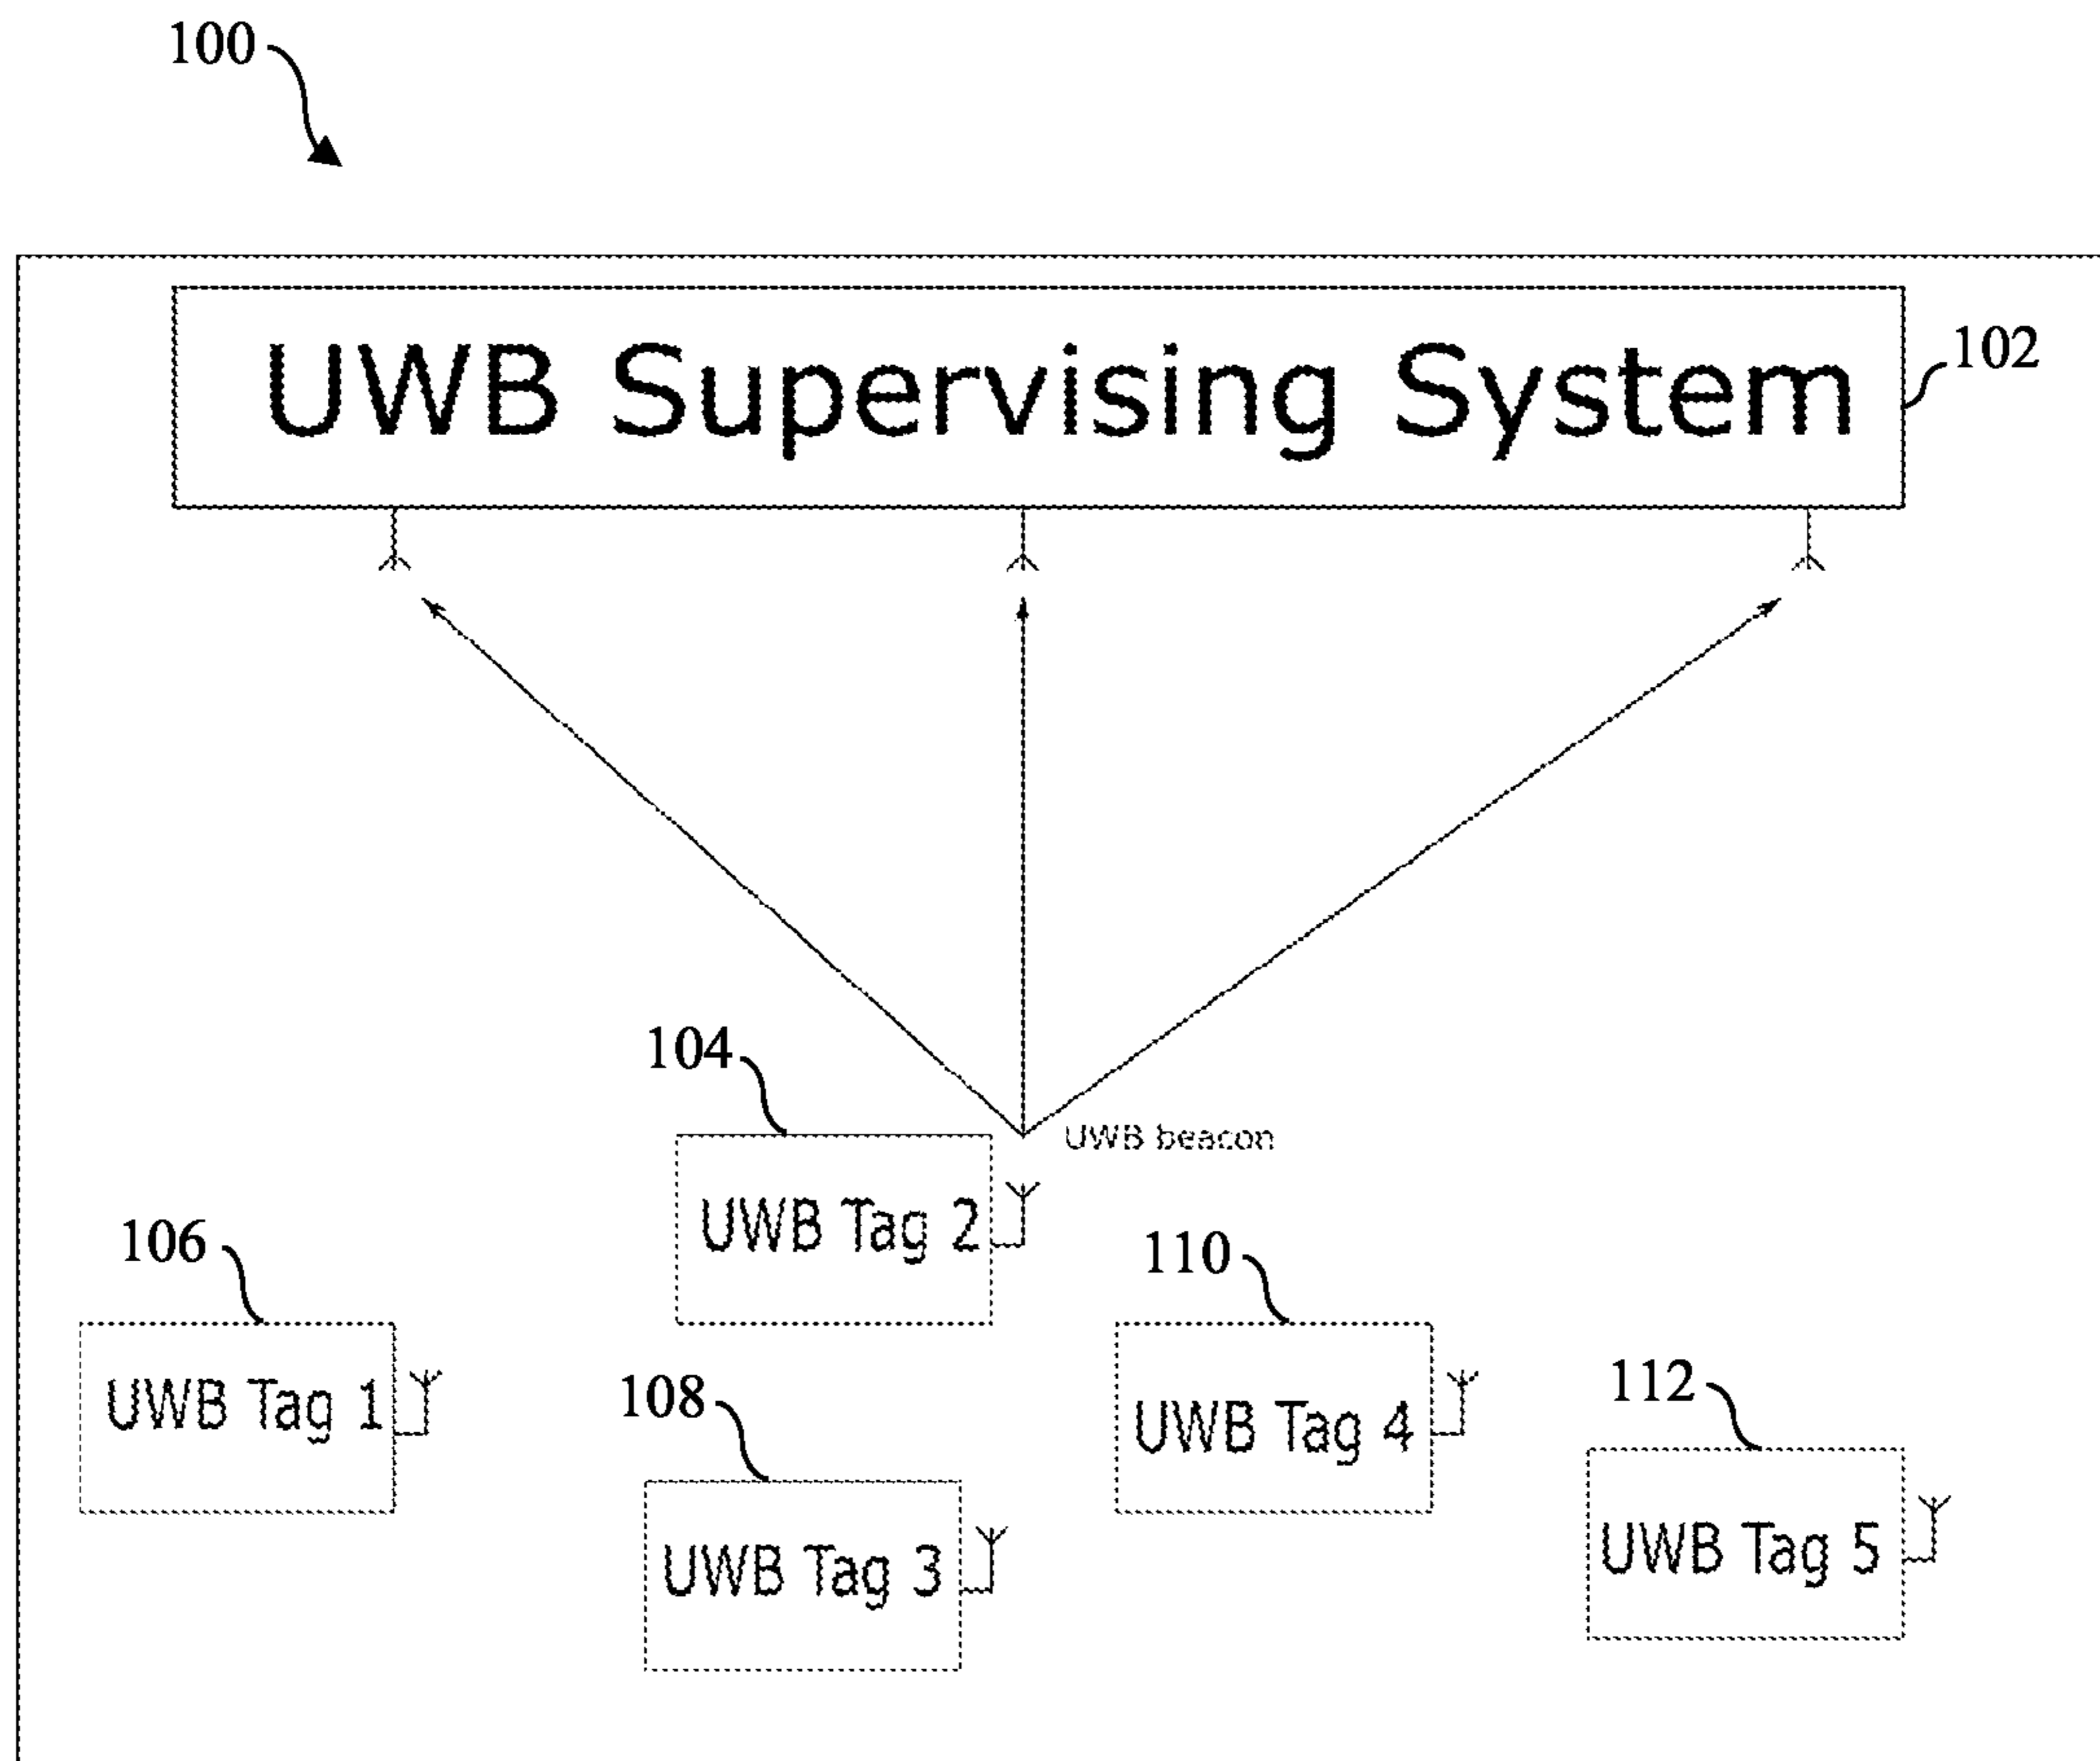 100
UWB Supervising System
102
104
UWB beacon
UWB Tag 2
106
110
UWB Tag 1
108
UWB Tag 4
112
UWB Tag 3
UWB Tag 5